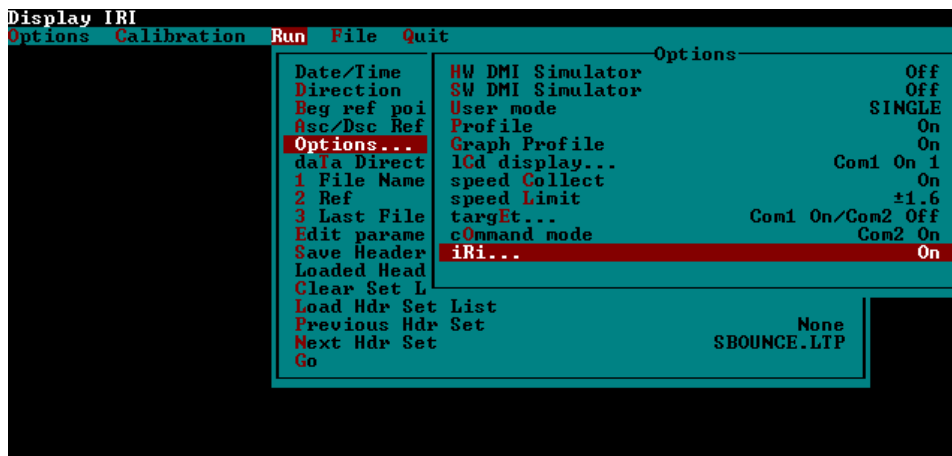 Display IRI
Options Calibration Run File Quit
Options
Date/Time
Direction
Beg ref poi
Asc/Dsc Ref
Options...
daTa Direct
1 File Name
2 Ref
3 Last File
Edit parame
Save Header
Loaded Head
Clear Set L
Load Hdr Set List
Previous Hdr Set None
Next Hdr Set SBOUNCE.LTP
Go
HW DMI Simulator Off
SW DMI Simulator Off
User mode SINGLE
Profile On
Graph Profile On
lCd display... Com1 On 1
speed Collect On
speed Limit ±1.6
targEt... Com1 On/Com2 Off
cOmmand mode Com2 On
iRi... On